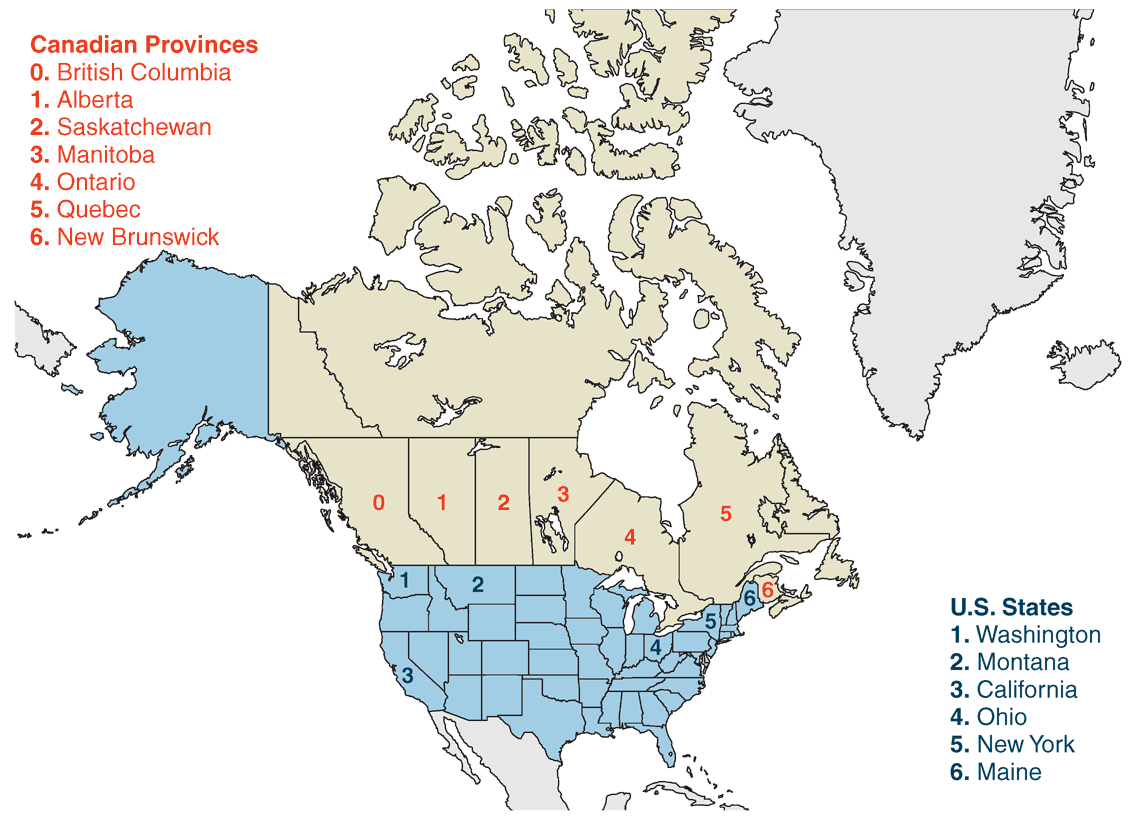 Canadian Provinces
0. British Columbia
1. Alberta
2. Saskatchewan
3. Manitoba
4. Ontario
5. Quebec
6. New Brunswick
0
1
2
3
4
5
6
1
2
3
4
5
6
U.S. States
1. Washington
2. Montana
3. California
4. Ohio
5. New York
6. Maine